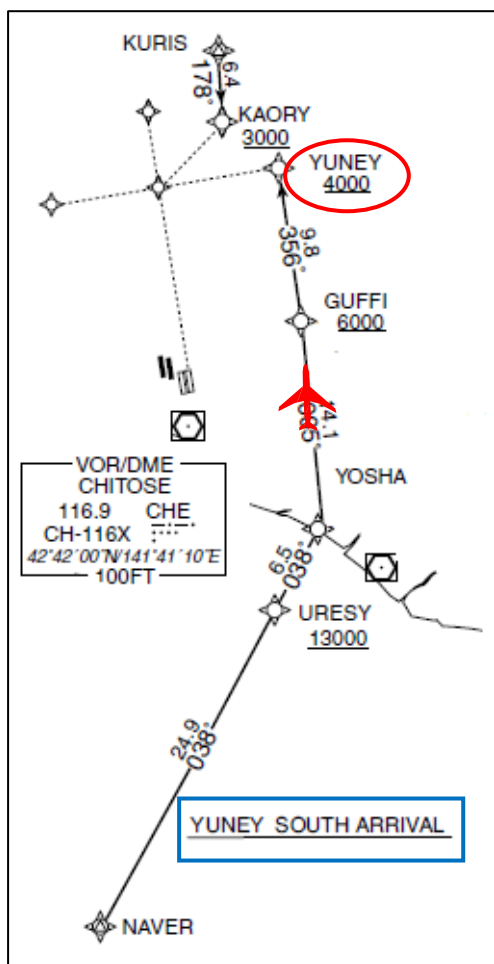 KURIS
6.4
178°
KAORY
3000
YUNEY
4000
9.8
356°
GUFFI
6000
YOSHA
VOR/DME
CHITOSE
116.9 CHE
CH-116X
42°42´00"N/141°41´10"E
100FT
6.5
038°
URESY
13000
24.9
038°
YUNEY SOUTH ARRIVAL
NAVER